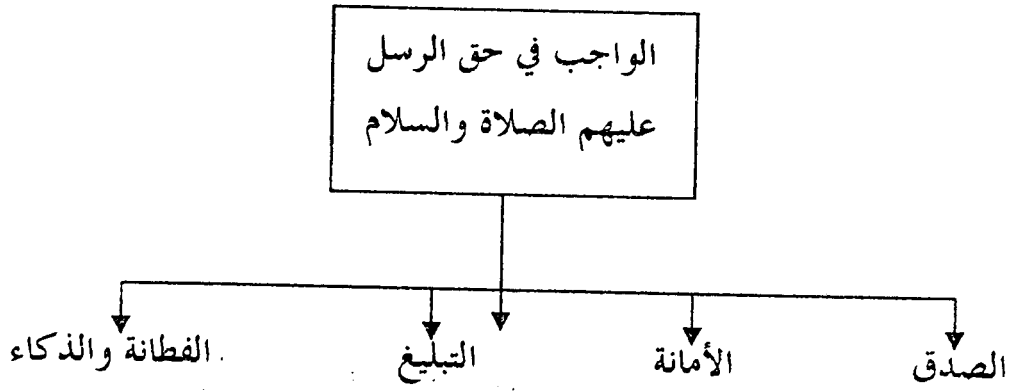 الواجب في حق الرسل
عليهم الصلاة والسلام
الصدق الأمانة التبليغ الفطانة والذكاء.